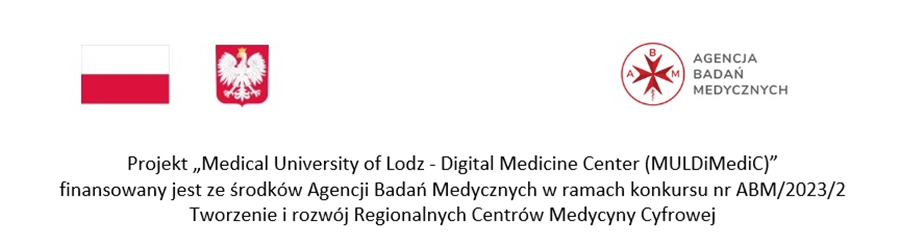 B
A M
AGENCJA
BADAŃ
MEDYCZNYCH
Projekt „Medical University of Lodz - Digital Medicine Center (MULDiMediC)”
finansowany jest ze środków Agencji Badań Medycznych w ramach konkursu nr ABM/2023/2
Tworzenie i rozwój Regionalnych Centrów Medycyny Cyfrowej